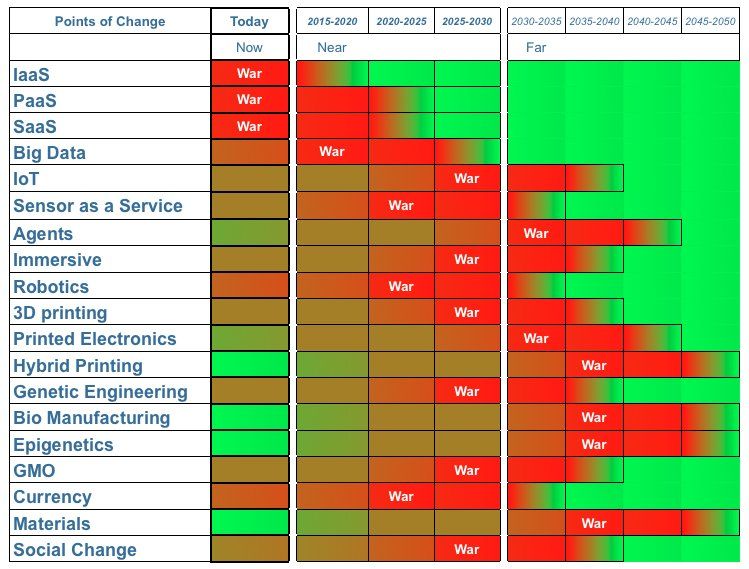 Points of Change Today 2015-2020 2020-2025 2025-2030 2030-2035 2035-2040 2040-2045 2045-2050
Now Near Far
IaaS War
PaaS War
SaaS War
Big Data War
IoT War
Sensor as a Service War
Agents War
Immersive War
Robotics War
3D printing War
Printed Electronics War
Hybrid Printing War
Genetic Engineering War
Bio Manufacturing War
Epigenetics War
GMO War
Currency War
Materials War
Social Change War